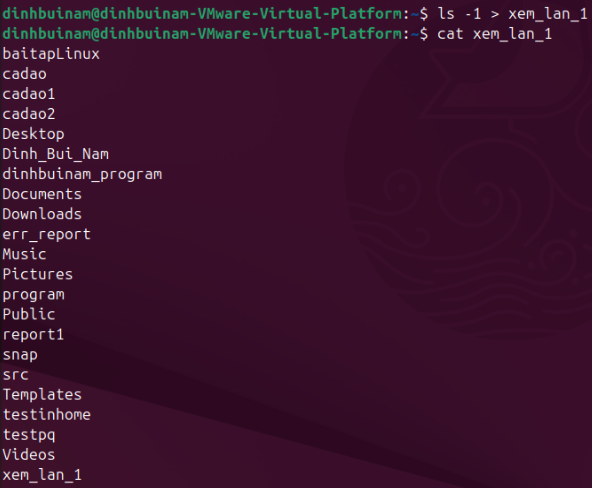 dinhbuinam@dinhbuinam-VMware-Virtual-Platform:~$ ls -1 > xem_lan_1
dinhbuinam@dinhbuinam-VMware-Virtual-Platform:~$ cat xem_lan_1
baitapLinux
cadao
cadao1
cadao2
Desktop
Dinh_Bui_Nam
dinhbuinam_program
Documents
Downloads
err_report
Music
Pictures
program
Public
report1
snap
src
Templates
testinhome
testpq
Videos
xem_lan_1